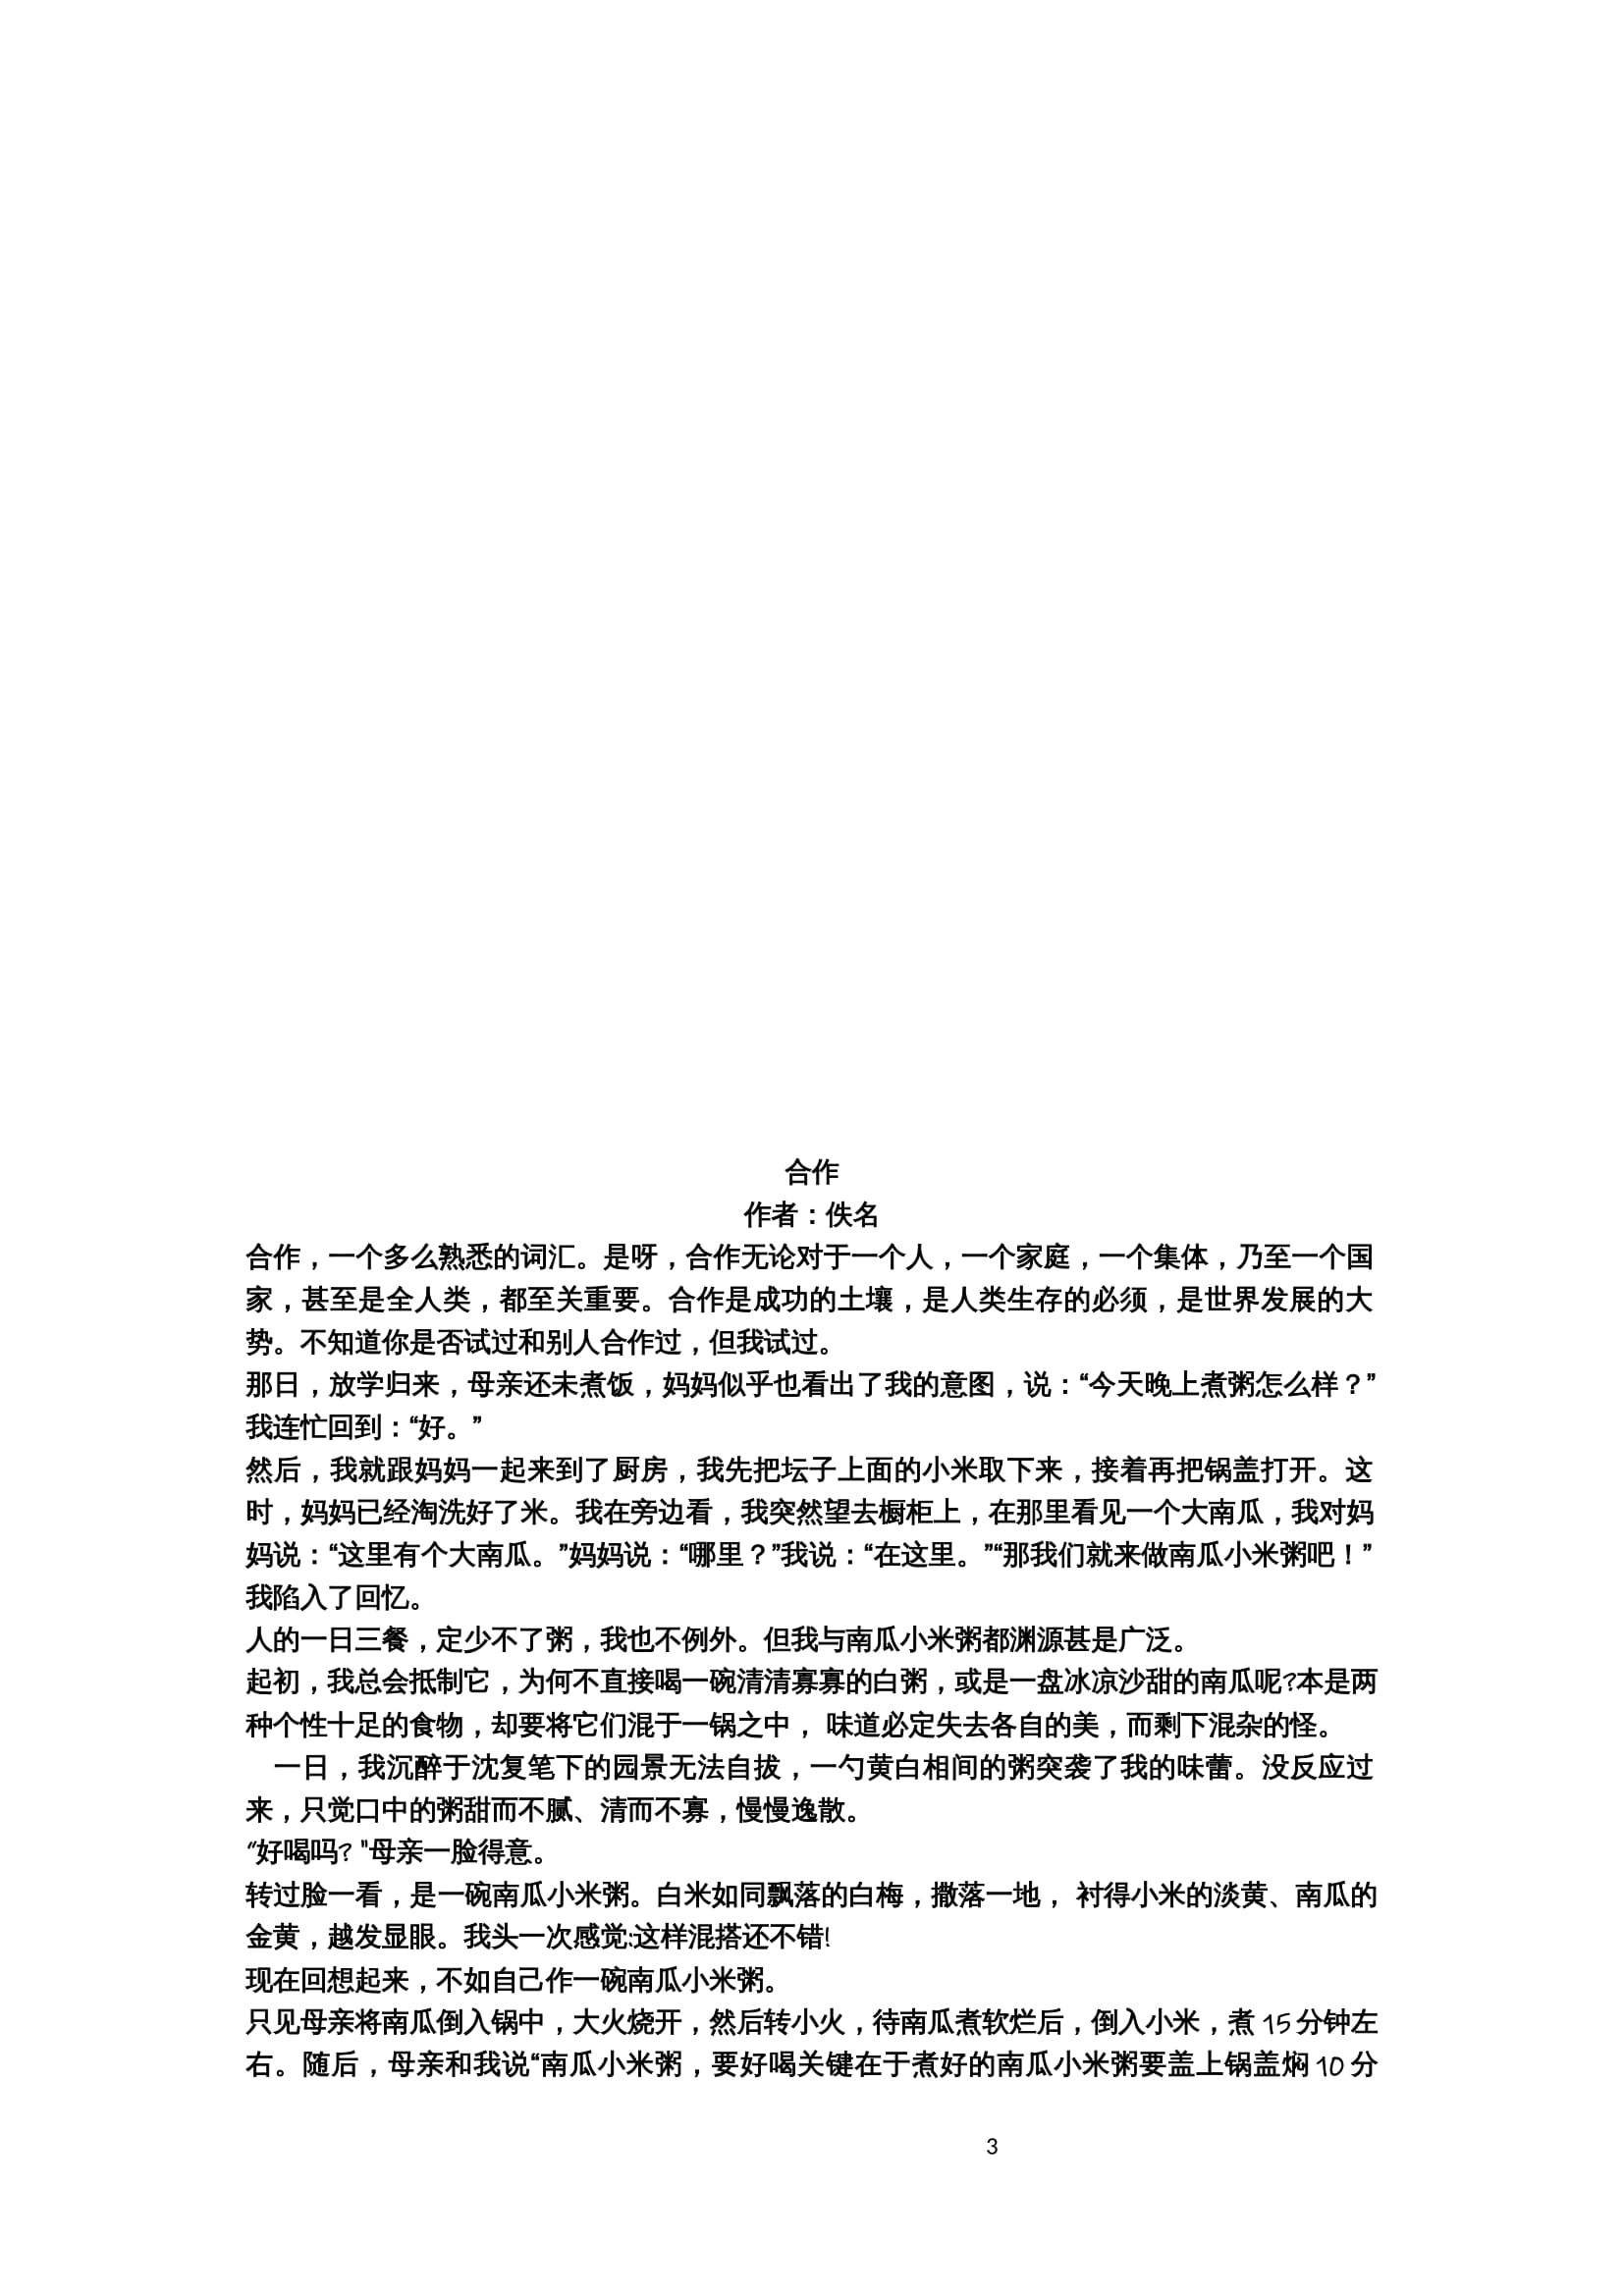 合作
作者：佚名
合作，一个多么熟悉的词汇。是呀，合作无论对于一个人，一个家庭，一个集体，乃至一个国
家，甚至是全人类，都至关重要。合作是成功的土壤，是人类生存的必须，是世界发展的大
势。不知道你是否试过和别人合作过，但我试过。
那日，放学归来，母亲还未煮饭，妈妈似乎也看出了我的意图，说：“今天晚上煮粥怎么样？”
我连忙回到：“好。”
然后，我就跟妈妈一起来到了厨房，我先把坛子上面的小米取下来，接着再把锅盖打开。这
时，妈妈已经淘洗好了米。我在旁边看，我突然望去橱柜上，在那里看见一个大南瓜，我对妈
妈说：“这里有个大南瓜。”妈妈说：“哪里？”我说：“在这里。”“那我们就来做南瓜小米粥吧！”
我陷入了回忆。
人的一日三餐，定少不了粥，我也不例外。但我与南瓜小米粥都渊源甚是广泛。
起初，我总会抵制它，为何不直接喝一碗清清寡寡的白粥，或是一盘冰凉沙甜的南瓜呢?本是两
种个性十足的食物，却要将它们混于一锅之中， 味道必定失去各自的美，而剩下混杂的怪。
一日，我沉醉于沈复笔下的园景无法自拔，一勺黄白相间的粥突袭了我的味蕾。没反应过
来，只觉口中的粥甜而不腻、清而不寡，慢慢逸散。
“好喝吗? "母亲一脸得意。
转过脸一看，是一碗南瓜小米粥。白米如同飘落的白梅，撒落一地， 衬得小米的淡黄、南瓜的
金黄，越发显眼。我头一次感觉:这样混搭还不错!
现在回想起来，不如自己作一碗南瓜小米粥。
只见母亲将南瓜倒入锅中，大火烧开，然后转小火，待南瓜煮软烂后，倒入小米，煮 15 分钟左
右。随后，母亲和我说“南瓜小米粥，要好喝关键在于煮好的南瓜小米粥要盖上锅盖焖 10 分
3